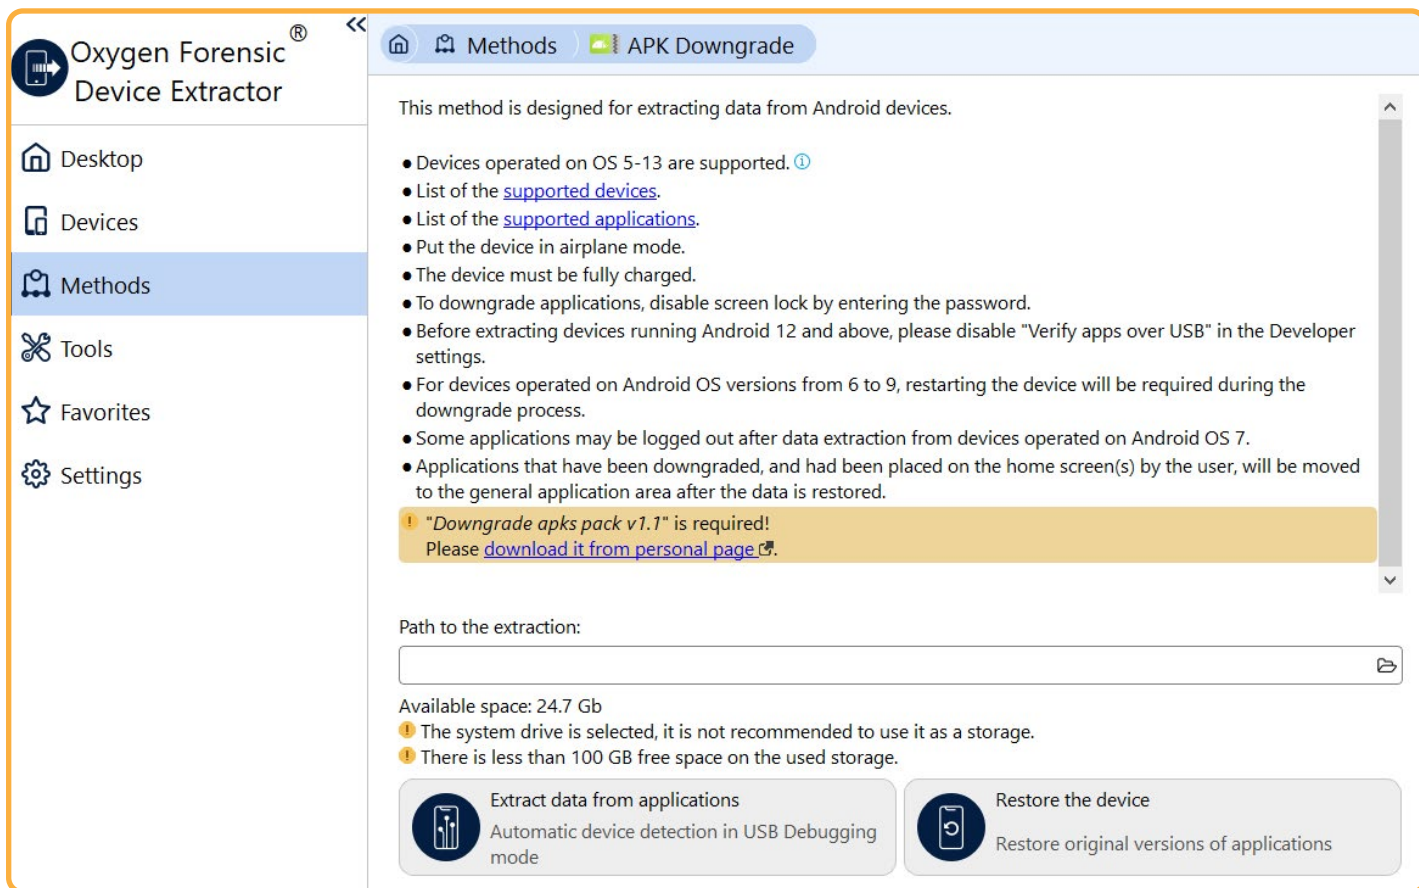 Oxygen Forensic®
Device Extractor
Desktop
Devices
Methods
Tools
Favorites
Settings
Methods
APK Downgrade
This method is designed for extracting data from Android devices.
● Devices operated on OS 5-13 are supported.
● List of the supported devices.
● List of the supported applications.
● Put the device in airplane mode.
● The device must be fully charged.
● To downgrade applications, disable screen lock by entering the password.
● Before extracting devices running Android 12 and above, please disable "Verify apps over USB" in the Developer
settings.
● For devices operated on Android OS versions from 6 to 9, restarting the device will be required during the
downgrade process.
● Some applications may be logged out after data extraction from devices operated on Android OS 7.
● Applications that have been downgraded, and had been placed on the home screen(s) by the user, will be moved
to the general application area after the data is restored.
"Downgrade apks pack v1.1" is required!
Please download it from personal page.
Path to the extraction:
Available space: 24.7 Gb
The system drive is selected, it is not recommended to use it as a storage.
There is less than 100 GB free space on the used storage.
Extract data from applications
Automatic device detection in USB Debugging
mode
Restore the device
Restore original versions of applications